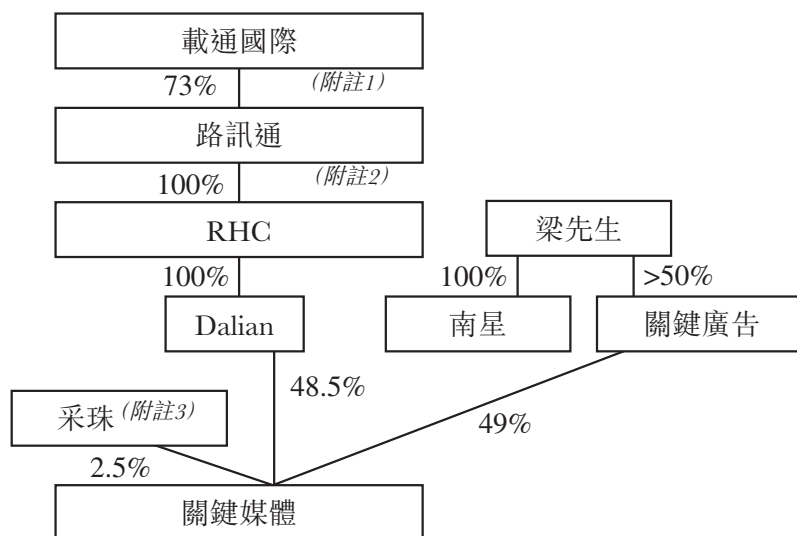 載通國際
73% (附註1)
路訊通
100% (附註2)
RHC 梁先生
100% 100% >50%
Dalian 南星 關鍵廣告
48.5%
采珠(附註3)
49%
2.5%
關鍵媒體